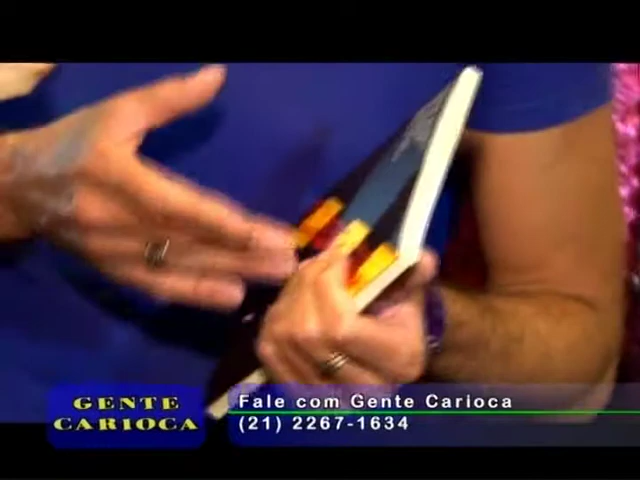 GENTE
CARIOCA
Fale com Gente Carioca
(21) 2267-1634